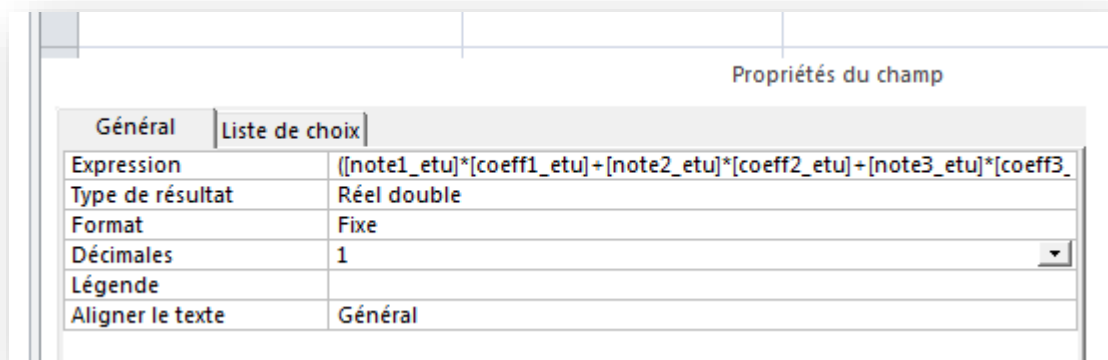 Propriétés du champ
Général Liste de choix
Expression ([note1_etu]*[coeff1_etu]+[note2_etu]*[coeff2_etu]+[note3_etu]*[coeff3_
Type de résultat Réel double
Format Fixe
Décimales 1
Légende
Aligner le texte Général